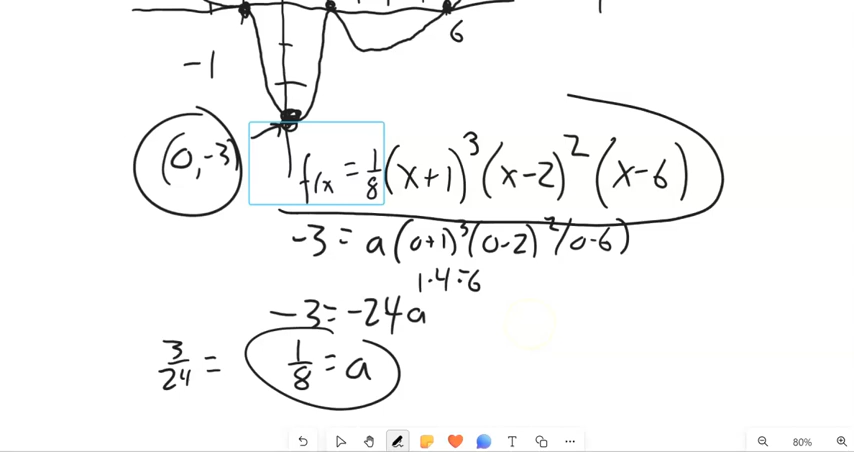 6
-1
(0,-3)
f(x = 1/8 (x+1)^3 (x-2)^2 (x-6)
-3 = a(0+1)^3(0-2)^2(0-6)
1·4=6
-3=-24a
3/24 = 1/8 = a
T ... 80%